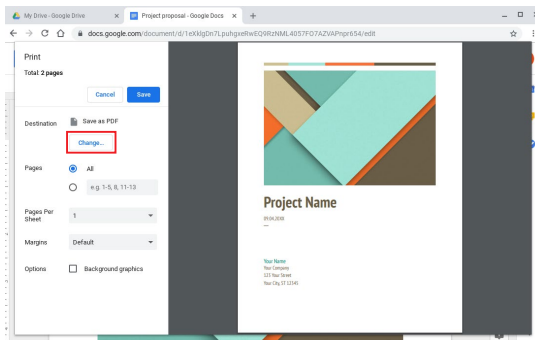 My Drive - Google Drive
Project proposal - Google Docs
docs.google.com/document/d/1eXklgDn7LpuhgxeRwEQ9RzNML4057FO7AZVAPnpr654/edit
Print
Total: 2 pages
Cancel
Save
Destination
Save as PDF
Change...
Pages
All
e.g. 1-5, 8, 11-13
Pages Per
Sheet
1
Margins
Default
Options
Background graphics
Project Name
09.04.20XX
Your Name
Your Company
123 Your Street
Your City, ST 12345